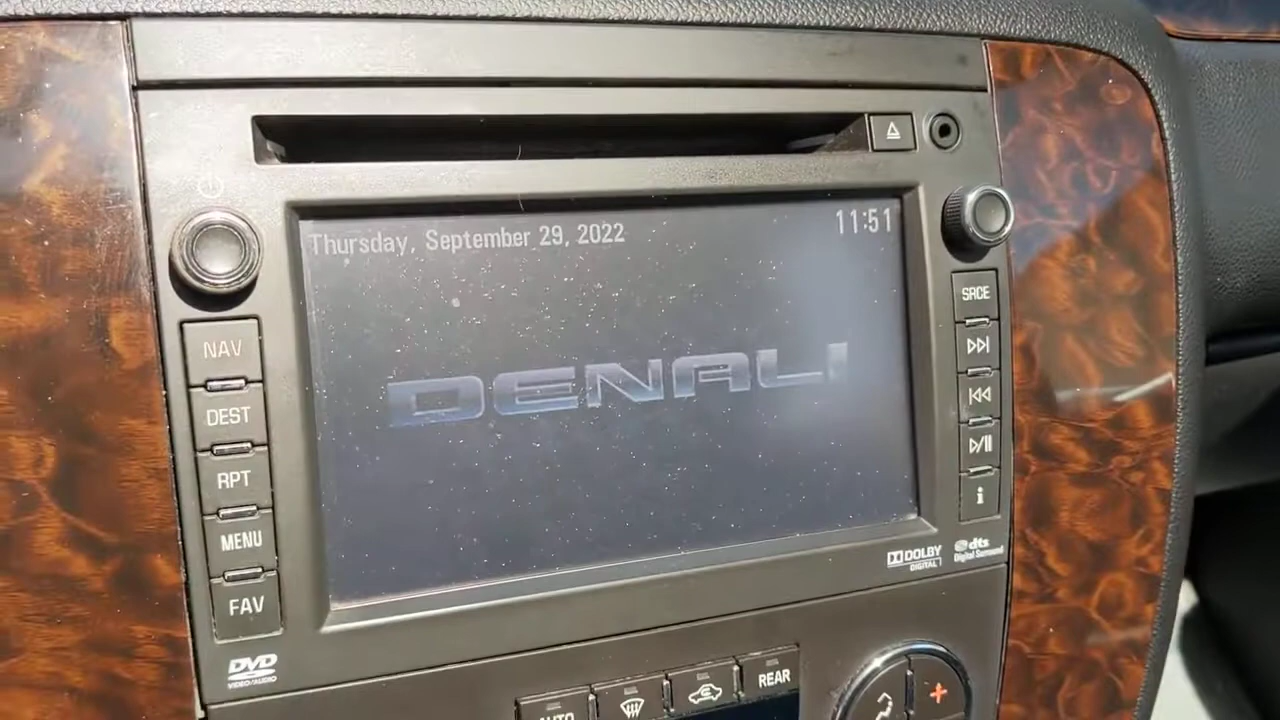 Thursday, September 29, 2022
11:51
DENALI
NAV
DEST
RPT
MENU
FAV
SRCE
i
DOLBY
DIGITAL
dts
Digital Surround
DVD
VIDEO/AUDIO
AUTO
REAR